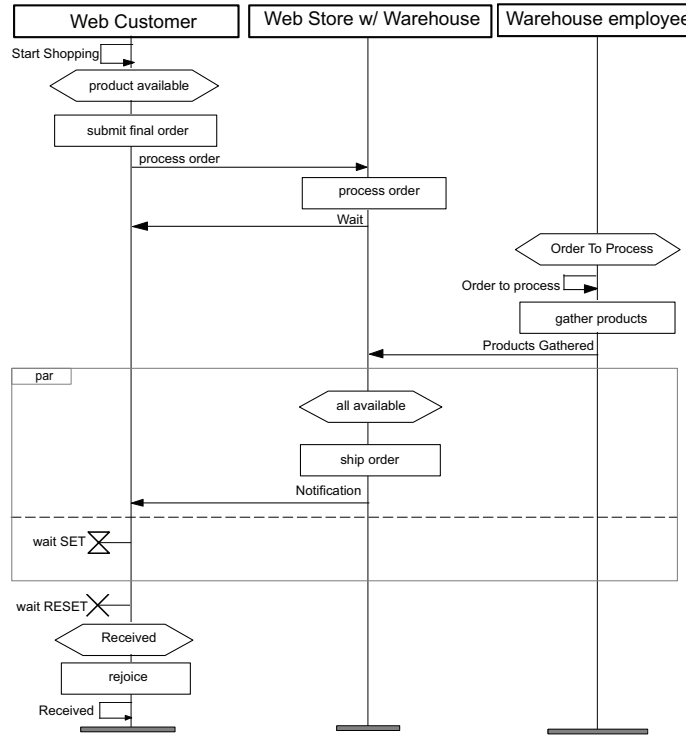 Web Customer
Web Store w/ Warehouse
Warehouse employee
Start Shopping
product available
submit final order
process order
process order
Wait
Order To Process
Order to process
gather products
Products Gathered
par
all available
ship order
Notification
wait SET
wait RESET
Received
rejoice
Received